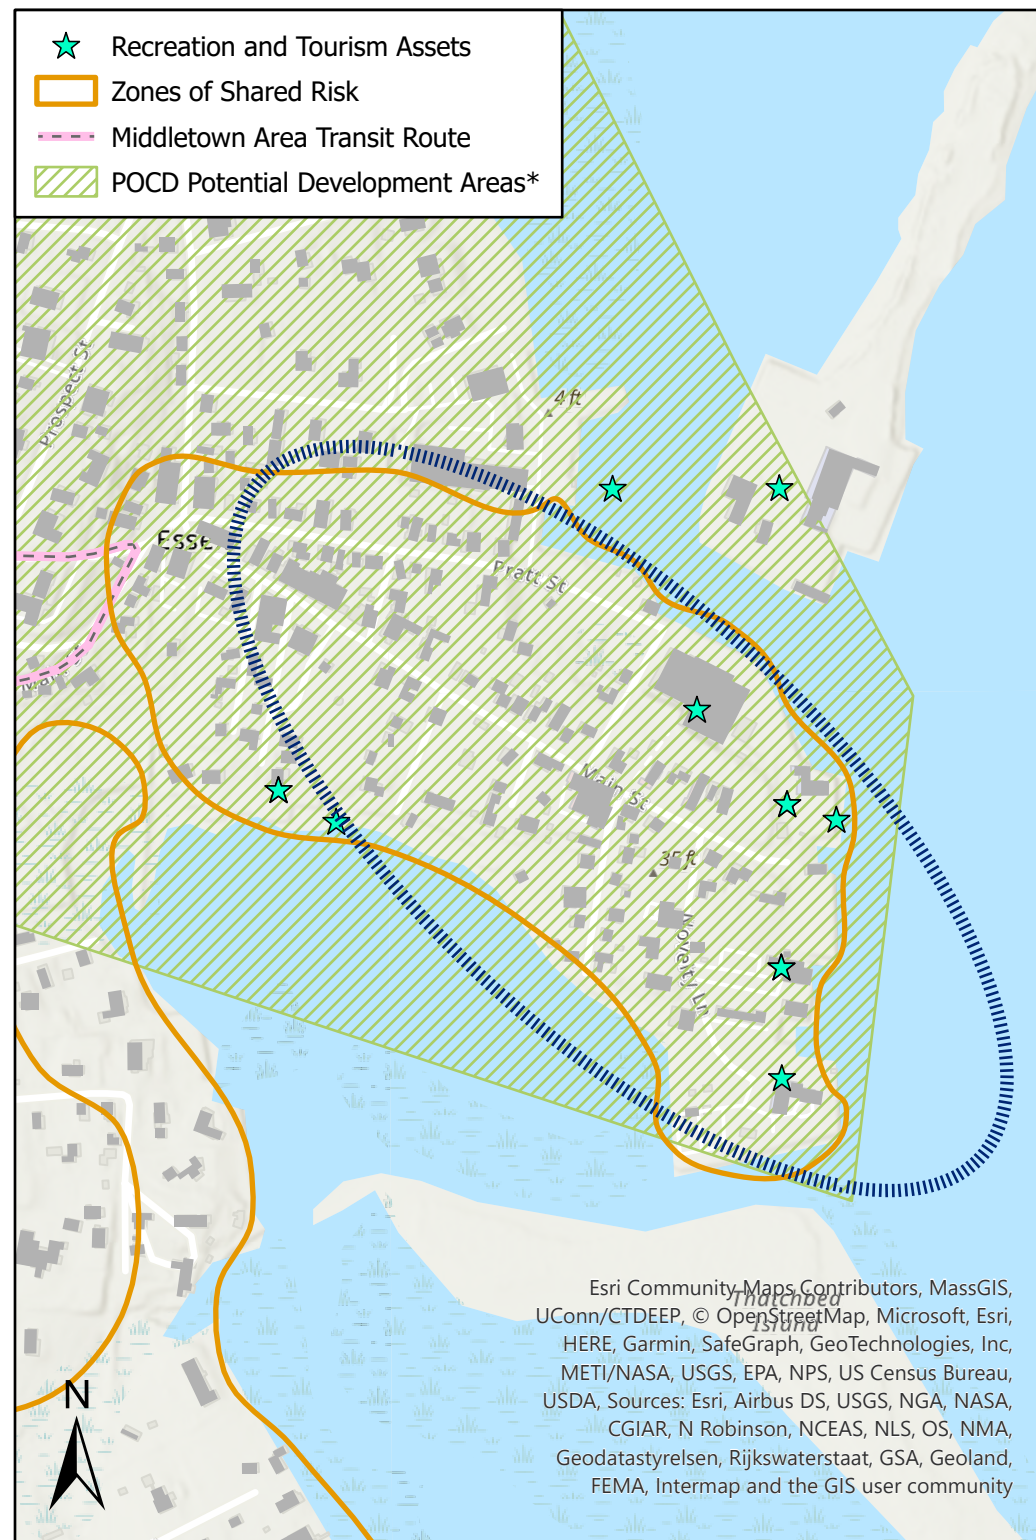 Recreation and Tourism Assets
Zones of Shared Risk
Middletown Area Transit Route
POCD Potential Development Areas*
Prospect St
4 ft
Esse
Pratt St
Main St
35 ft
Novelty Ln
Thatchbed
Island
Esri Community Maps Contributors, MassGIS,
UConn/CTDEEP, © OpenStreetMap, Microsoft, Esri,
HERE, Garmin, SafeGraph, GeoTechnologies, Inc,
METI/NASA, USGS, EPA, NPS, US Census Bureau,
USDA, Sources: Esri, Airbus DS, USGS, NGA, NASA,
CGIAR, N Robinson, NCEAS, NLS, OS, NMA,
Geodatastyrelsen, Rijkswaterstaat, GSA, Geoland,
FEMA, Intermap and the GIS user community
N